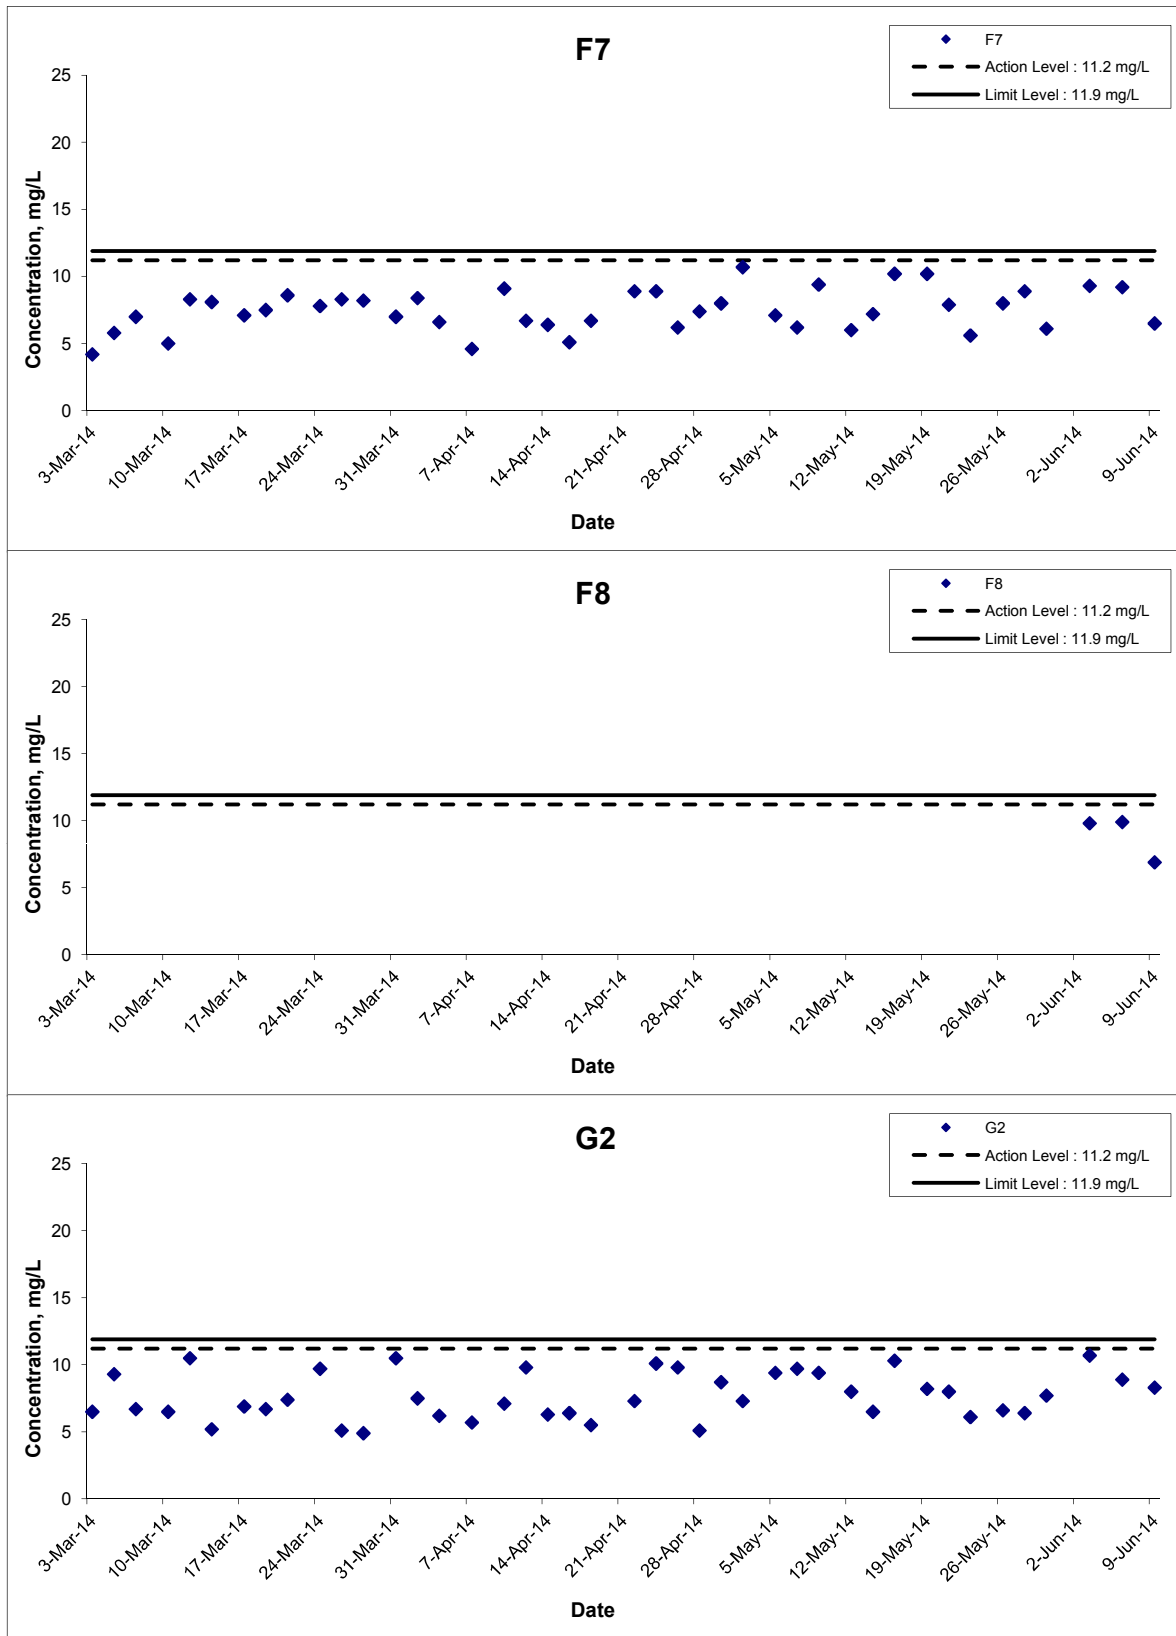 F7
F7
Action Level : 11.2 mg/L
Limit Level : 11.9 mg/L
Concentration, mg/L
25
20
15
10
5
0
3-Mar-14
10-Mar-14
17-Mar-14
24-Mar-14
31-Mar-14
7-Apr-14
14-Apr-14
21-Apr-14
28-Apr-14
5-May-14
12-May-14
19-May-14
26-May-14
2-Jun-14
9-Jun-14
Date
F8
F8
Action Level : 11.2 mg/L
Limit Level : 11.9 mg/L
Concentration, mg/L
25
20
15
10
5
0
3-Mar-14
10-Mar-14
17-Mar-14
24-Mar-14
31-Mar-14
7-Apr-14
14-Apr-14
21-Apr-14
28-Apr-14
5-May-14
12-May-14
19-May-14
26-May-14
2-Jun-14
9-Jun-14
Date
G2
G2
Action Level : 11.2 mg/L
Limit Level : 11.9 mg/L
Concentration, mg/L
25
20
15
10
5
0
3-Mar-14
10-Mar-14
17-Mar-14
24-Mar-14
31-Mar-14
7-Apr-14
14-Apr-14
21-Apr-14
28-Apr-14
5-May-14
12-May-14
19-May-14
26-May-14
2-Jun-14
9-Jun-14
Date